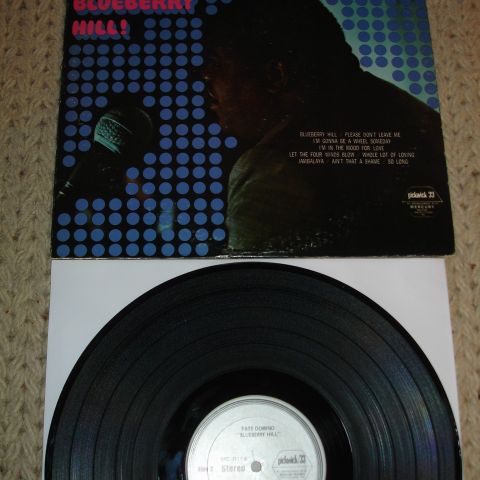 BLUEBERRY
HILL!
BLUEBERRY HILL · PLEASE DON'T LEAVE ME
I'M GONNA BE A WHEEL SOMEDAY
I'M IN THE MOOD FOR LOVE
LET THE FOUR WINDS BLOW · WHOLE LOT OF LOVING
JAMBALAYA · AIN'T THAT A SHAME · SO LONG
pickwick/33
MERCURY
FATS DOMINO
"BLUEBERRY HILL"
Stereo
pickwick/33